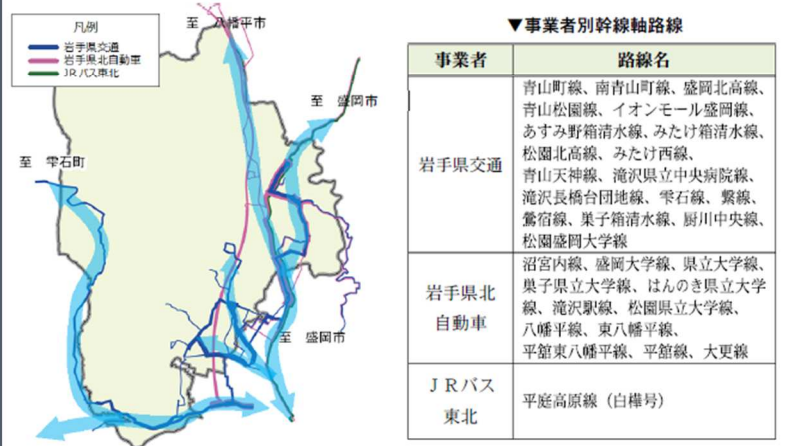 凡例
岩手県交通
岩手県北自動車
JRバス東北
至 八幡平市
至 盛岡市
至 雫石町
至 盛岡市
▼事業者別幹線軸路線
事業者
路線名
岩手県交通
青山町線、南青山町線、盛岡北高線、
青山松園線、イオンモール盛岡線、
あすみ野箱清水線、みたけ箱清水線、
松園北高線、みたけ西線、
青山天神線、滝沢県立中央病院線、
滝沢長橋台団地線、雫石線、繋線、
鶯宿線、巣子箱清水線、厨川中央線、
松園盛岡大学線
岩手県北
自動車
沼宮内線、盛岡大学線、県立大学線、
巣子県立大学線、はんのき県立大学
線、滝沢駅線、松園県立大学線、
八幡平線、東八幡平線、
平舘東八幡平線、平舘線、大更線
JRバス
東北
平庭高原線（白樺号）